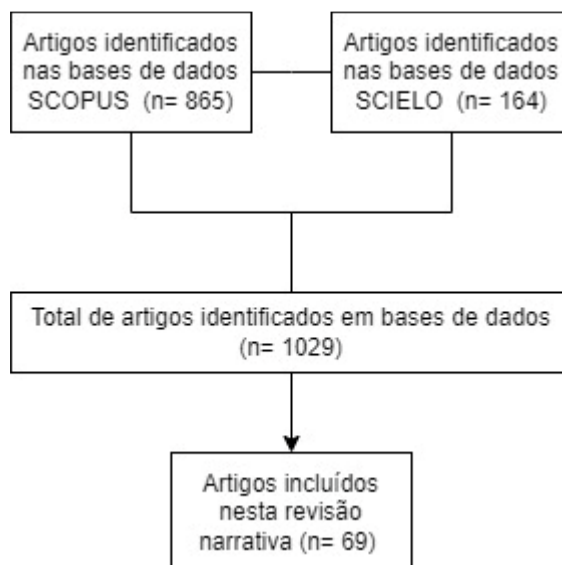 Artigos identificados
nas bases de dados
SCOPUS (n= 865)
Artigos identificados
nas bases de dados
SCIELO (n= 164)
Total de artigos identificados em bases de dados
(n= 1029)
Artigos incluídos
nesta revisão
narrativa (n= 69)